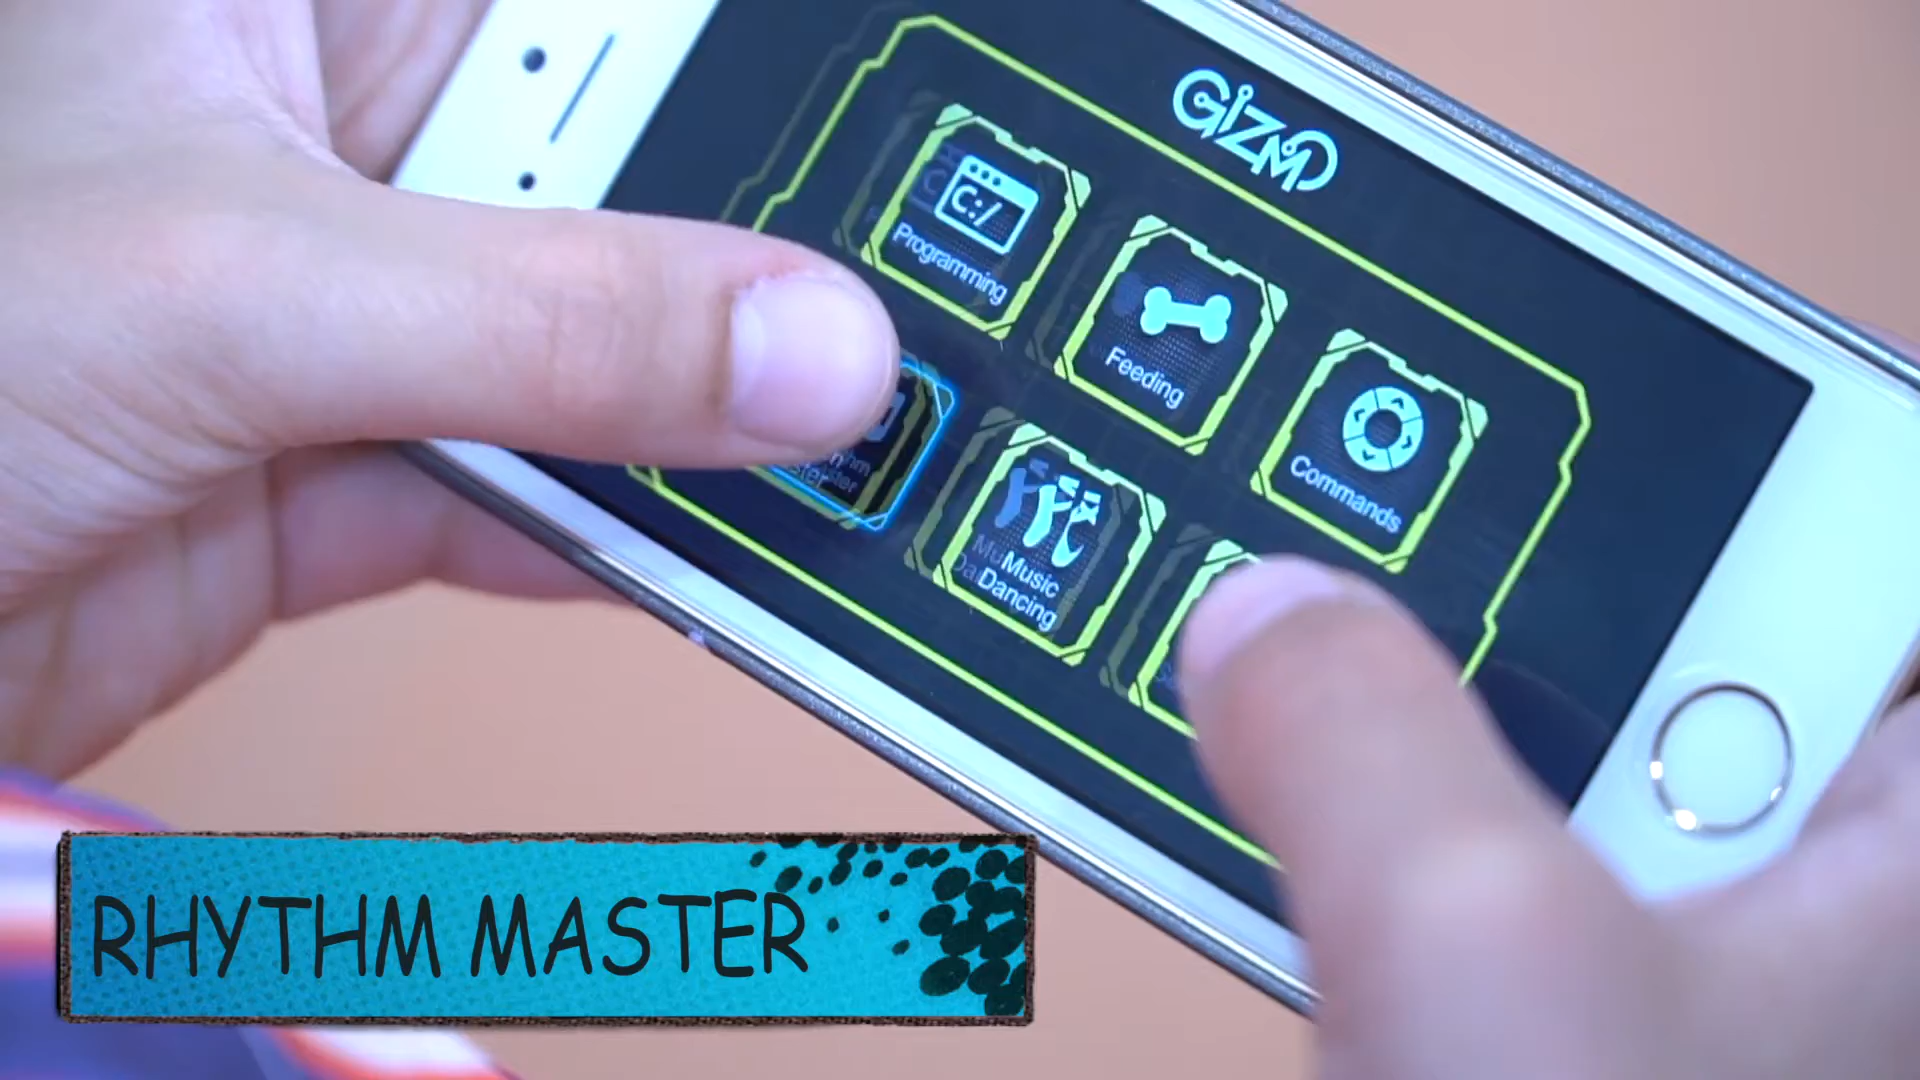 GIZMO
C:/
Programming
Feeding
Commands
Music
Dancing
RHYTHM MASTER